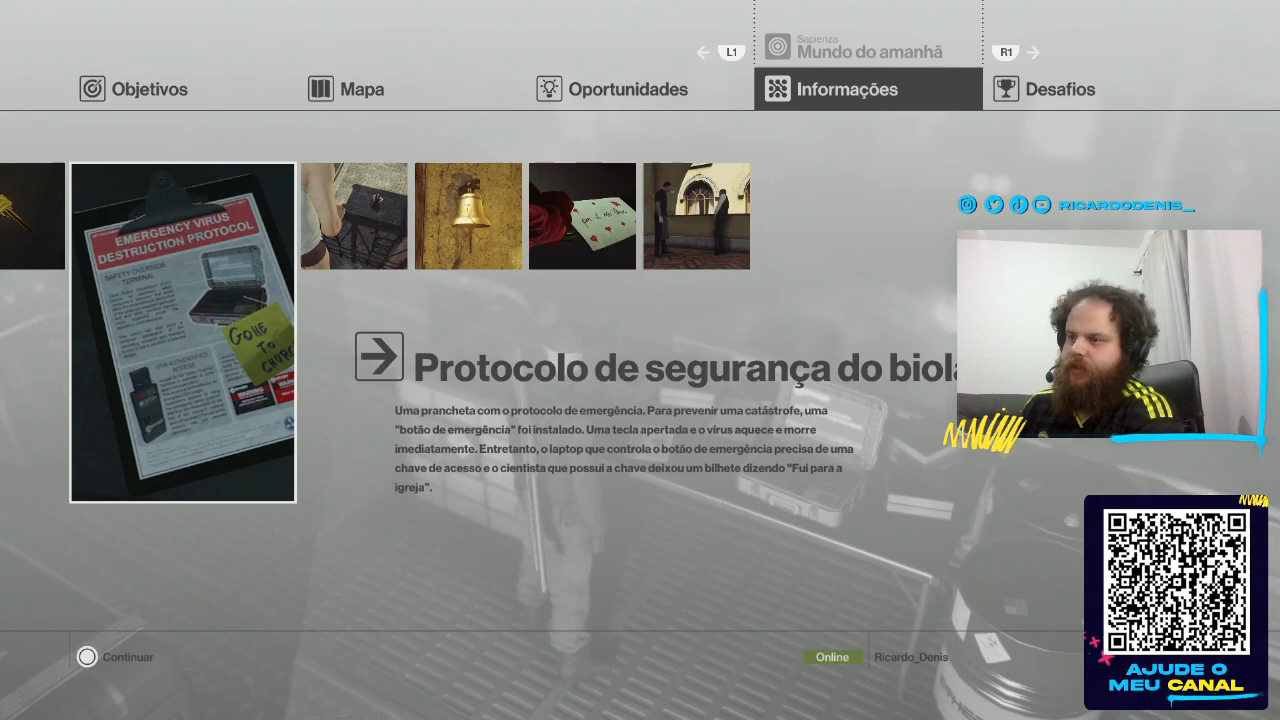 Sapienza
L1
Mundo do amanhã
R1
Objetivos
Mapa
Oportunidades
Informações
Desafios
EMERGENCY VIRUS
DESTRUCTION PROTOCOL
SAFETY OVERRIDE
TERMINAL
GONE
TO
CHURC
RICARDODENIS_
Protocolo de segurança do biola
Uma prancheta com o protocolo de emergência. Para prevenir uma catástrofe, uma
"botão de emergência" foi instalado. Uma tecla apertada e o vírus aquece e morre
imediatamente. Entretanto, o laptop que controla o botão de emergência precisa de uma
chave de acesso e o cientista que possui a chave deixou um bilhete dizendo "Fui para a
igreja".
Continuar
Online
Ricardo_Denis
AJUDE O
MEU CANAL